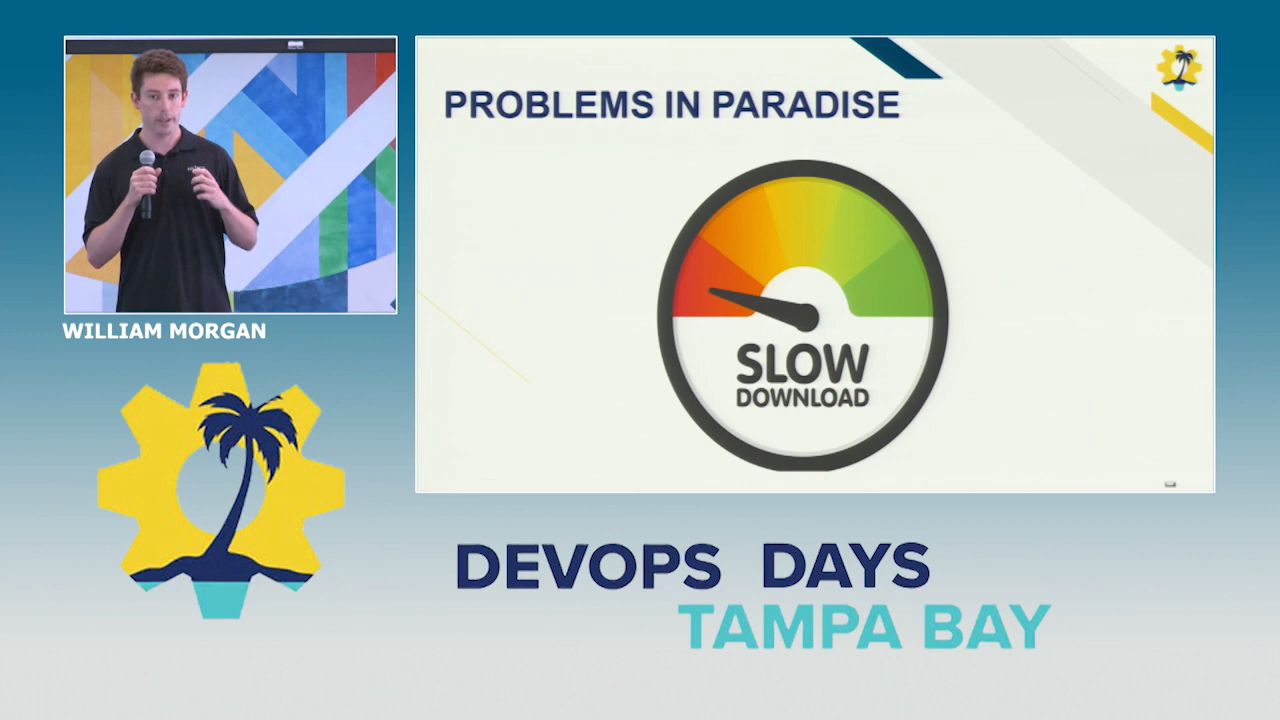 PROBLEMS IN PARADISE
SLOW
DOWNLOAD
WILLIAM MORGAN
DEVOPS DAYS
TAMPA BAY